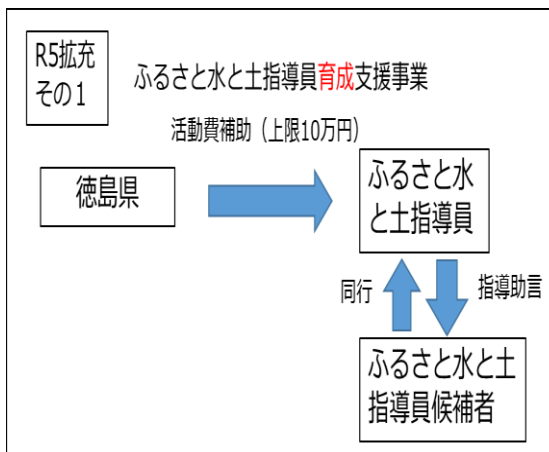 R5拡充
その１
ふるさと水と土指導員育成支援事業
活動費補助（上限10万円）
徳島県
ふるさと水
と土指導員
同行
指導助言
ふるさと水と土
指導員候補者